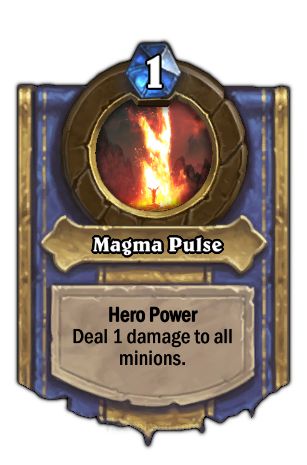 1
Magma Pulse
Hero Power
Deal 1 damage to all
minions.